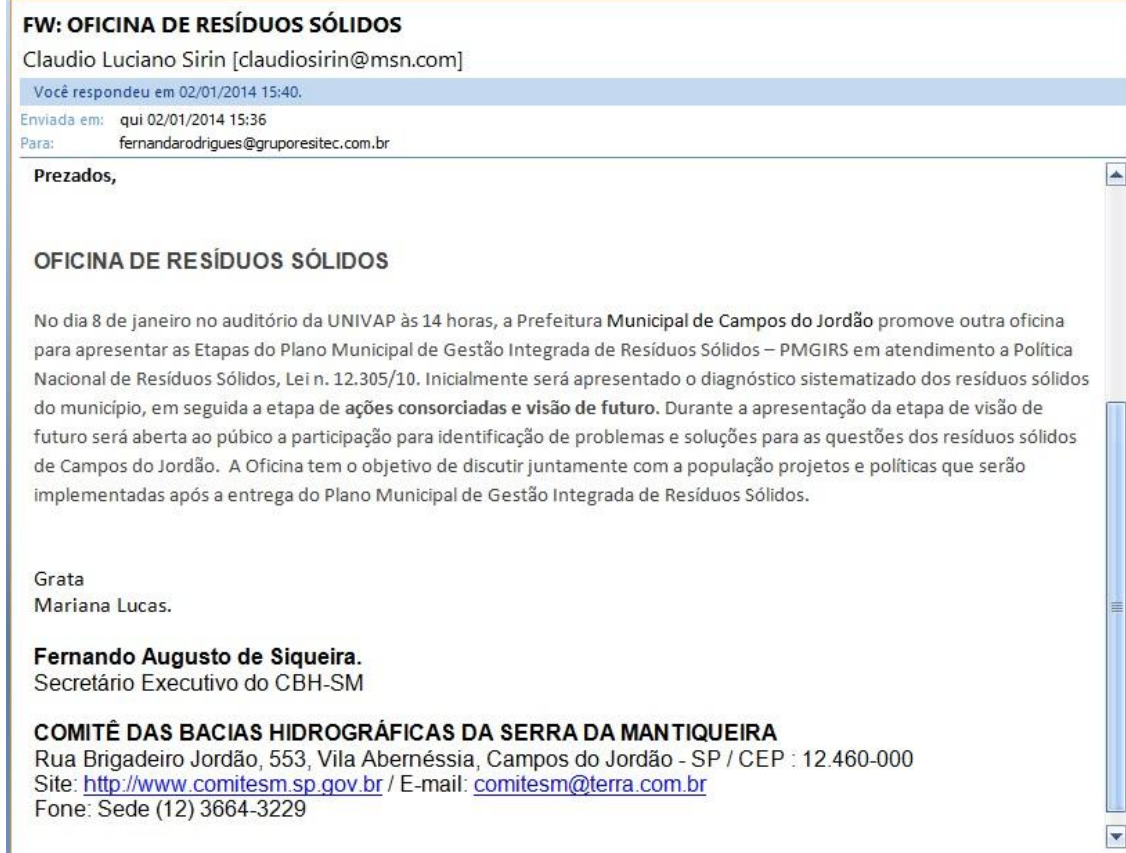 FW: OFICINA DE RESÍDUOS SÓLIDOS
Claudio Luciano Sirin [claudiosirin@msn.com]
Você respondeu em 02/01/2014 15:40.
Enviada em: qui 02/01/2014 15:36
Para: fernandarodrigues@gruporesitec.com.br
Prezados,
OFICINA DE RESÍDUOS SÓLIDOS
No dia 8 de janeiro no auditório da UNIVAP às 14 horas, a Prefeitura Municipal de Campos do Jordão promove outra oficina
para apresentar as Etapas do Plano Municipal de Gestão Integrada de Resíduos Sólidos – PMGIRS em atendimento a Política
Nacional de Resíduos Sólidos, Lei n. 12.305/10. Inicialmente será apresentado o diagnóstico sistematizado dos resíduos sólidos
do município, em seguida a etapa de ações consorciadas e visão de futuro. Durante a apresentação da etapa de visão de
futuro será aberta ao púbico a participação para identificação de problemas e soluções para as questões dos resíduos sólidos
de Campos do Jordão. A Oficina tem o objetivo de discutir juntamente com a população projetos e políticas que serão
implementadas após a entrega do Plano Municipal de Gestão Integrada de Resíduos Sólidos.
Grata
Mariana Lucas.
Fernando Augusto de Siqueira.
Secretário Executivo do CBH-SM
COMITÊ DAS BACIAS HIDROGRÁFICAS DA SERRA DA MANTIQUEIRA
Rua Brigadeiro Jordão, 553, Vila Abernéssia, Campos do Jordão - SP / CEP : 12.460-000
Site: http://www.comitesm.sp.gov.br / E-mail: comitesm@terra.com.br
Fone: Sede (12) 3664-3229